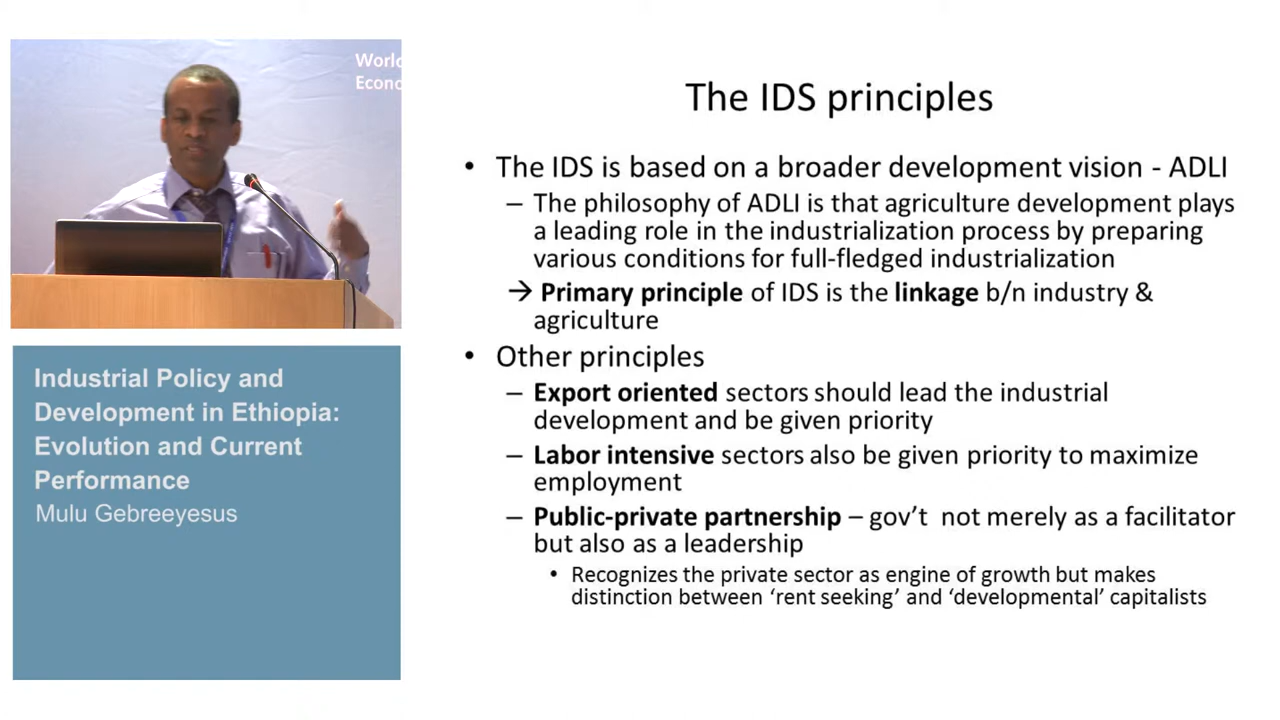 World
Econo
Industrial Policy and
Development in Ethiopia:
Evolution and Current
Performance
Mulu Gebreeyesus
The IDS principles
• The IDS is based on a broader development vision - ADLI
– The philosophy of ADLI is that agriculture development plays
a leading role in the industrialization process by preparing
various conditions for full-fledged industrialization
→ Primary principle of IDS is the linkage b/n industry &
agriculture
• Other principles
– Export oriented sectors should lead the industrial
development and be given priority
– Labor intensive sectors also be given priority to maximize
employment
– Public-private partnership – gov’t not merely as a facilitator
but also as a leadership
• Recognizes the private sector as engine of growth but makes
distinction between ‘rent seeking’ and ‘developmental’ capitalists